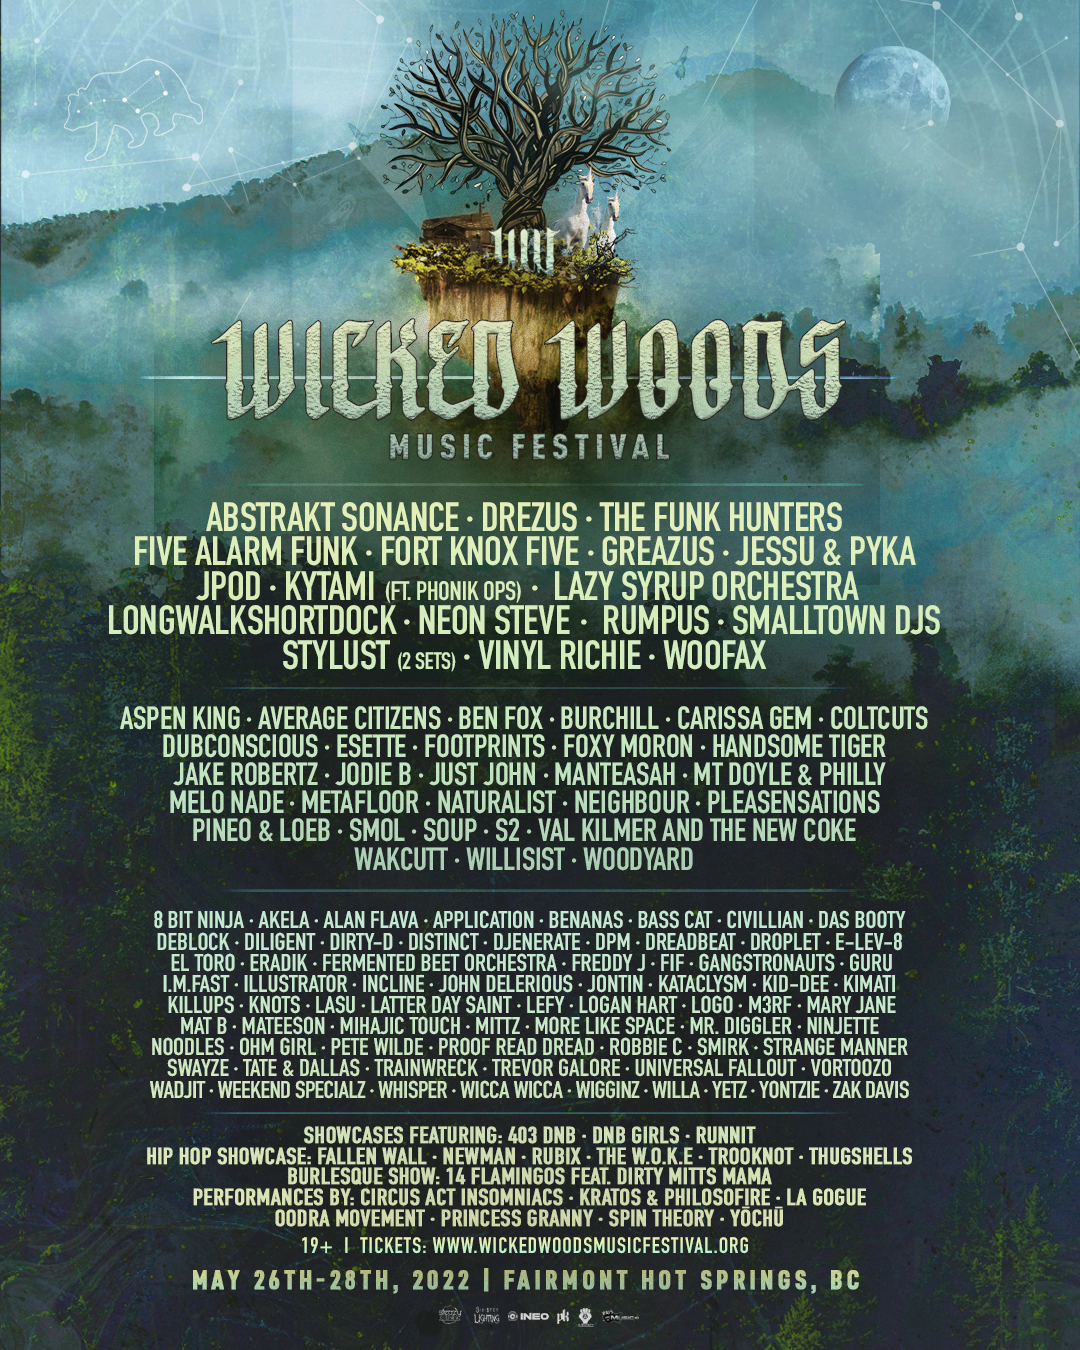 WICKED WOODS
MUSIC FESTIVAL
ABSTRAKT SONANCE · DREZUS · THE FUNK HUNTERS
FIVE ALARM FUNK · FORT KNOX FIVE · GREAZUS · JESSU & PYKA
JPOD · KYTAMI (FT. PHONIK OPS) · LAZY SYRUP ORCHESTRA
LONGWALKSHORTDOCK · NEON STEVE · RUMPUS · SMALLTOWN DJS
STYLUST (2 SETS) · VINYL RICHIE · WOOFAX
ASPEN KING · AVERAGE CITIZENS · BEN FOX · BURCHILL · CARISSA GEM · COLTCUTS
DUBCONSCIOUS · ESETTE · FOOTPRINTS · FOXY MORON · HANDSOME TIGER
JAKE ROBERTZ · JODIE B · JUST JOHN · MANTEASAH · MT DOYLE & PHILLY
MELO NADE · METAFLOOR · NATURALIST · NEIGHBOUR · PLEASENSATIONS
PINEO & LOEB · SMOL · SOUP · S2 · VAL KILMER AND THE NEW COKE
WAKCUTT · WILLISIST · WOODYARD
8 BIT NINJA · AKELA · ALAN FLAVA · APPLICATION · BENANAS · BASS CAT · CIVILLIAN · DAS BOOTY
DEBLOCK · DILIGENT · DIRTY-D · DISTINCT · DJENERATE · DPM · DREADBEAT · DROPLET · E-LEV-8
EL TORO · ERADIK · FERMENTED BEET ORCHESTRA · FREDDY J · FIF · GANGSTRONAUTS · GURU
I.M.FAST · ILLUSTRATOR · INCLINE · JOHN DELERIOUS · JONTIN · KATACLYSM · KID-DEE · KIMATI
KILLUPS · KNOTS · LASU · LATTER DAY SAINT · LEFY · LOGAN HART · LOGO · M3RF · MARY JANE
MAT B · MATEESON · MIHAJIC TOUCH · MITTZ · MORE LIKE SPACE · MR. DIGGLER · NINJETTE
NOODLES · OHM GIRL · PETE WILDE · PROOF READ DREAD · ROBBIE C · SMIRK · STRANGE MANNER
SWAYZE · TATE & DALLAS · TRAINWRECK · TREVOR GALORE · UNIVERSAL FALLOUT · VORTOOZO
WADJIT · WEEKEND SPECIALZ · WHISPER · WICCA WICCA · WIGGINZ · WILLA · YETZ · YONTZIE · ZAK DAVIS
SHOWCASES FEATURING: 403 DNB · DNB GIRLS · RUNNIT
HIP HOP SHOWCASE: FALLEN WALL · NEWMAN · RUBIX · THE W.O.K.E · TROOKNOT · THUGSHELLS
BURLESQUE SHOW: 14 FLAMINGOS FEAT. DIRTY MITTS MAMA
PERFORMANCES BY: CIRCUS ACT INSOMNIACS · KRATOS & PHILOSOFIRE · LA GOGUE
OODRA MOVEMENT · PRINCESS GRANNY · SPIN THEORY · YŌCHŪ
19+ | TICKETS: WWW.WICKEDWOODSMUSICFESTIVAL.ORG
MAY 26TH-28TH, 2022 | FAIRMONT HOT SPRINGS, BC
LIGHTING INEO PK